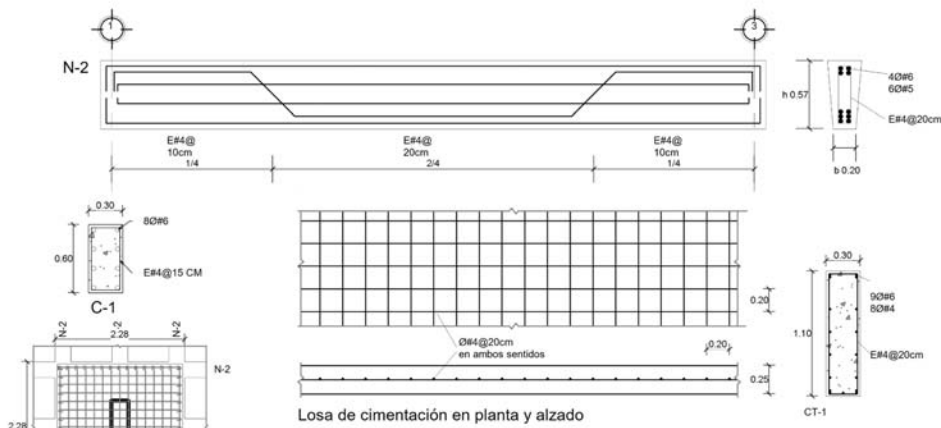 1
3
N-2
h 0.57
4Ø#6
6Ø#5
E#4@20cm
b 0.20
E#4@
10cm
1/4
E#4@
20cm
2/4
E#4@
10cm
1/4
0.30
8Ø#6
0.60
E#4@15 CM
C-1
N-2
-2
N-2
2.28
N-2
2.28
Ø#4@20cm
en ambos sentidos
0.20
0.20
0.25
Losa de cimentación en planta y alzado
0.30
9Ø#6
8Ø#4
1.10
E#4@20cm
CT-1